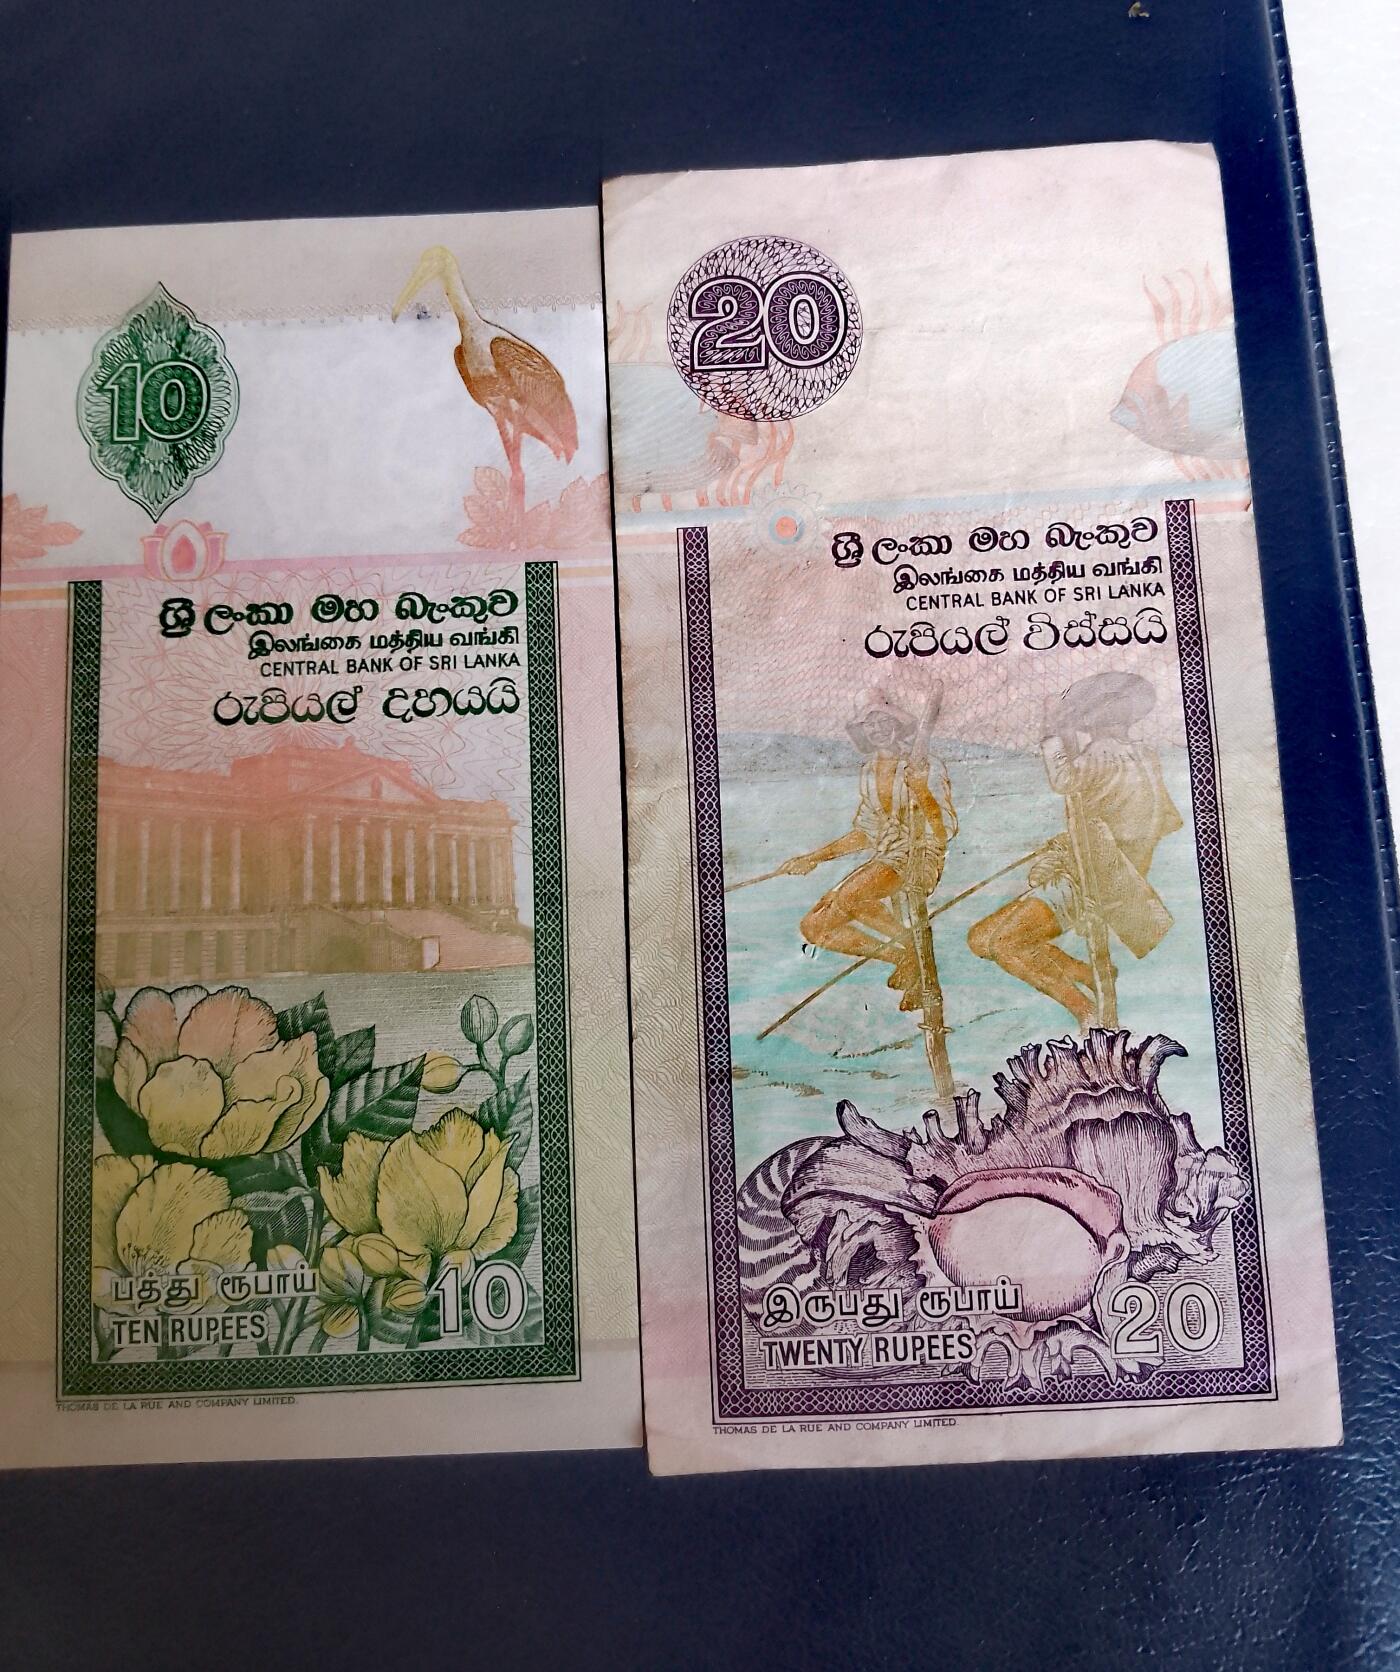 10
ශ්‍රී ලංකා මහ බැංකුව
இலங்கை மத்திய வங்கி
CENTRAL BANK OF SRI LANKA
රුපියල් දහයයි
பத்து ரூபாய்
TEN RUPEES
10
THOMAS DE LA RUE AND COMPANY LIMITED.
20
ශ්‍රී ලංකා මහ බැංකුව
இலங்கை மத்திய வங்கி
CENTRAL BANK OF SRI LANKA
රුපියල් විස්සයි
இருபது ரூபாய்
TWENTY RUPEES
20
THOMAS DE LA RUE AND COMPANY LIMITED.